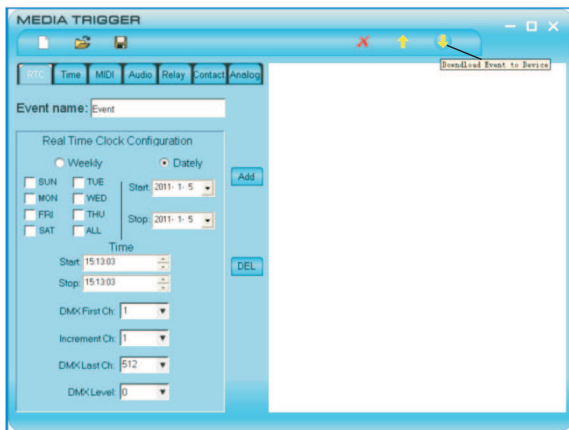 MEDIA TRIGGER
Downdload Event to Device
RTC Time MIDI Audio Relay Contact Analog
Event name: Event
Real Time Clock Configuration
Weekly Dately
SUN TUE
MON WED
FRI THU
SAT ALL
Start: 2011- 1- 5
Stop: 2011- 1- 5
Add
Time
Start: 15:13:03
Stop: 15:13:03
DEL
DMX First Ch: 1
Increment Ch: 1
DMX Last Ch: 512
DMX Level: 0